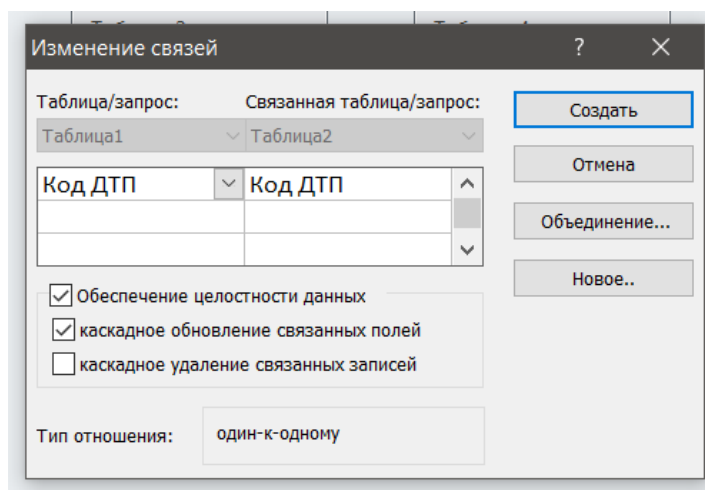 Изменение связей ?
Таблица/запрос: Связанная таблица/запрос:
Таблица1 Таблица2
Код ДТП Код ДТП
Обеспечение целостности данных
каскадное обновление связанных полей
каскадное удаление связанных записей
Тип отношения: один-к-одному
Создать
Отмена
Объединение...
Новое..